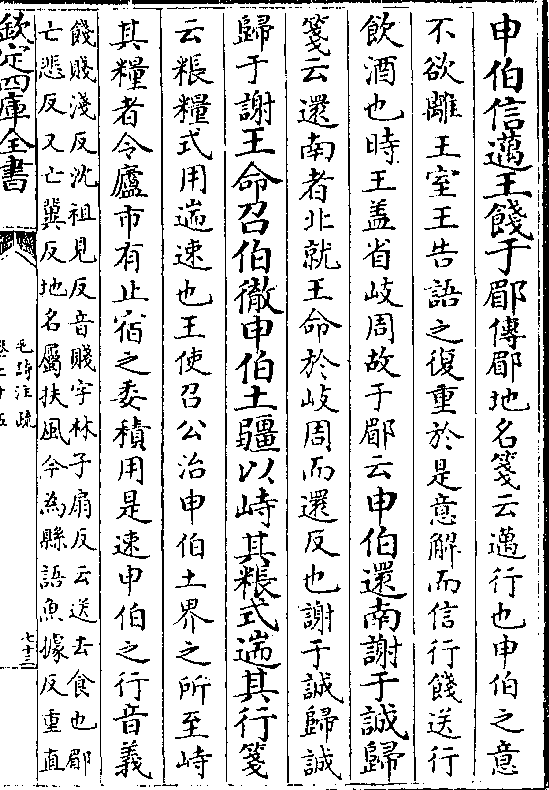 申伯信邁王餞于郿傳郿地名箋云邁行也申伯之意
不欲離王室王告語之復重於是意解而信行餞送行
飲酒也時王盖省岐周故于郿云申伯還南謝于誠歸
箋云還南者北就王命於岐周而還反也謝于誠歸誠
歸于謝王命召伯徹申伯土疆以峙其粻式遄其行箋
云粻糧式用遄速也王使召公治申伯土界之所至峙
其糧者令廬市有止宿之委積用是速申伯之行音義
餞賤淺反沈祖見反音賤字林子扇反云送去食也郿
亡悲反又亡冀反地名屬扶風今為縣語魚據反重直
欽定四庫全書
毛詩注疏
卷二十五
七十三